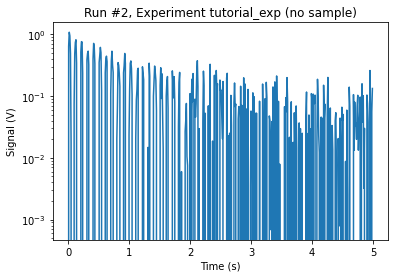 Run #2, Experiment tutorial_exp (no sample)
Signal (V)
10⁰
10⁻¹
10⁻²
10⁻³
0 1 2 3 4 5
Time (s)